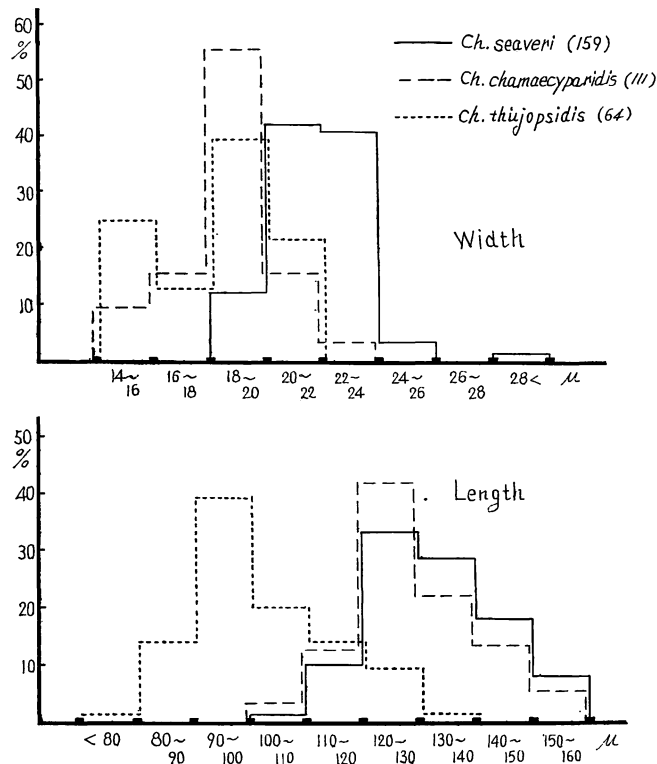 60
%
50
40
30
20
10
Ch. seaveri (159)
Ch. chamaecyparidis (111)
Ch. thujopsidis (64)
Width
14~16 16~18 18~20 20~22 22~24 24~26 26~28 28< μ
50
%
40
30
20
10
Length
<80 80~90 90~100 100~110 110~120 120~130 130~140 140~150 150~160 μ